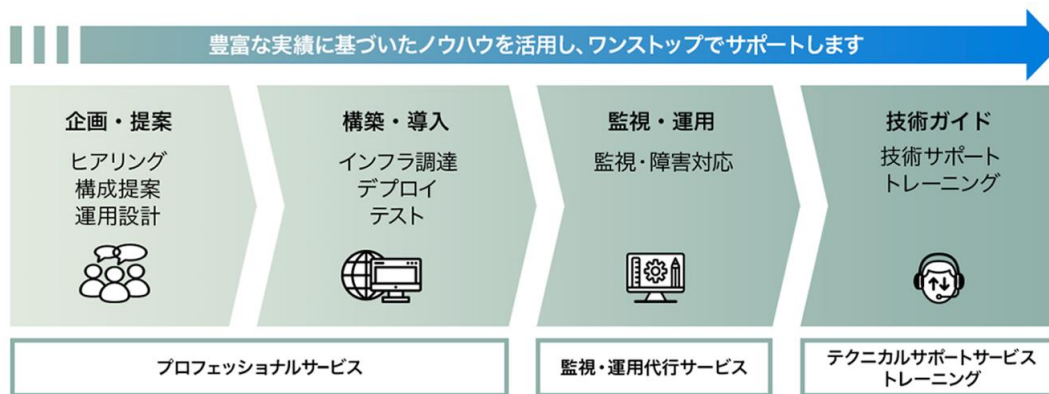 豊富な実績に基づいたノウハウを活用し、ワンストップでサポートします
企画・提案
ヒアリング
構成提案
運用設計
構築・導入
インフラ調達
デプロイ
テスト
監視・運用
監視・障害対応
技術ガイド
技術サポート
トレーニング
プロフェッショナルサービス
監視・運用代行サービス
テクニカルサポートサービス
トレーニング